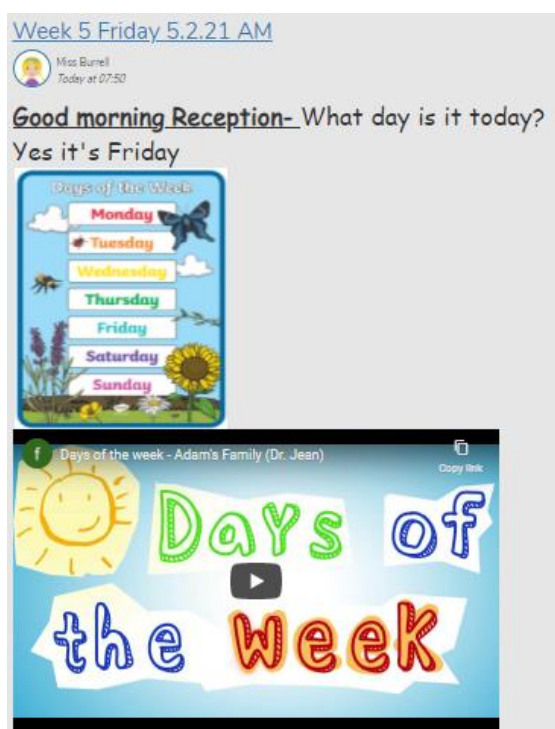 Week 5 Friday 5.2.21 AM
Miss Burrell
Today at 07:50
Good morning Reception- What day is it today?
Yes it's Friday
Days of the Week
Monday
Tuesday
Wednesday
Thursday
Friday
Saturday
Sunday
f Days of the week - Adam's Family (Dr. Jean)
Copy link
Days of
the Week